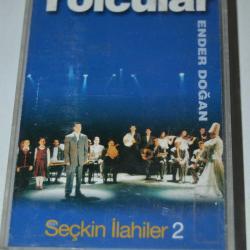 Yolcular
ENDER DOĞAN
Seçkin İlahiler 2